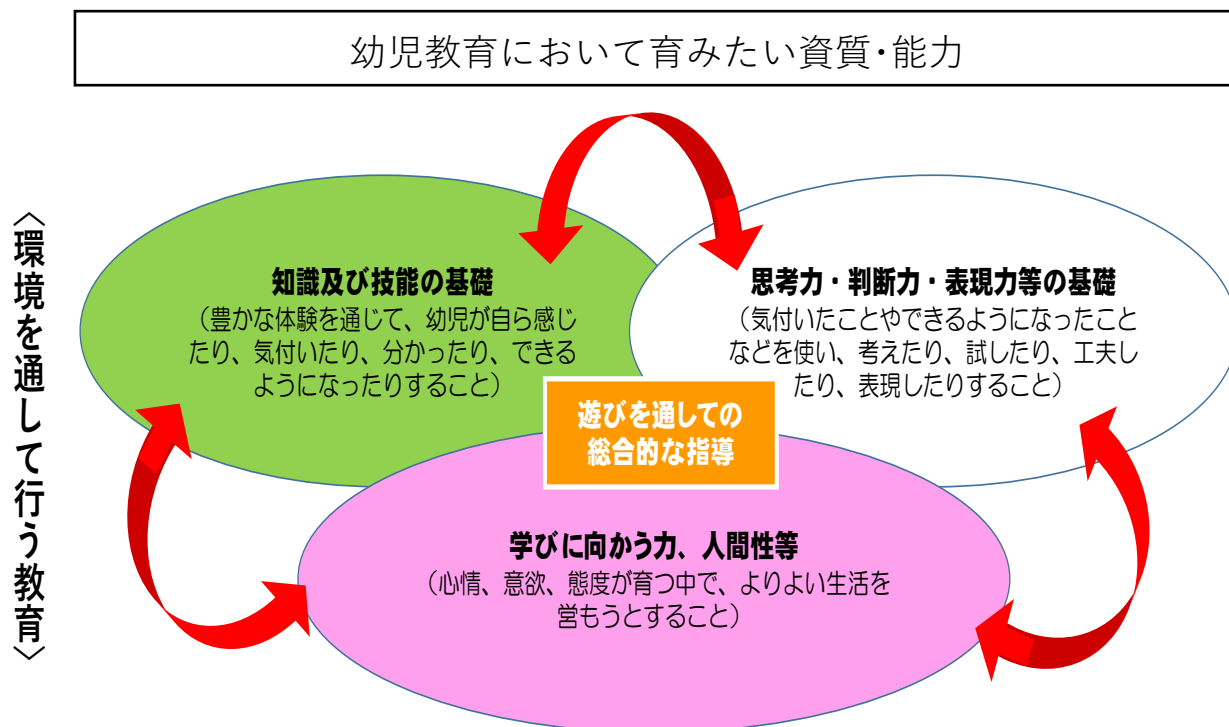 幼児教育において育みたい資質･能力
〈環境を通して行う教育〉
知識及び技能の基礎
（豊かな体験を通じて、幼児が自ら感じ
たり、気付いたり、分かったり、できる
ようになったりすること）
思考力・判断力・表現力等の基礎
（気付いたことやできるようになったこと
などを使い、考えたり、試したり、工夫し
たり、表現したりすること）
遊びを通しての
総合的な指導
学びに向かう力、人間性等
（心情、意欲、態度が育つ中で、よりよい生活を
営もうとすること）